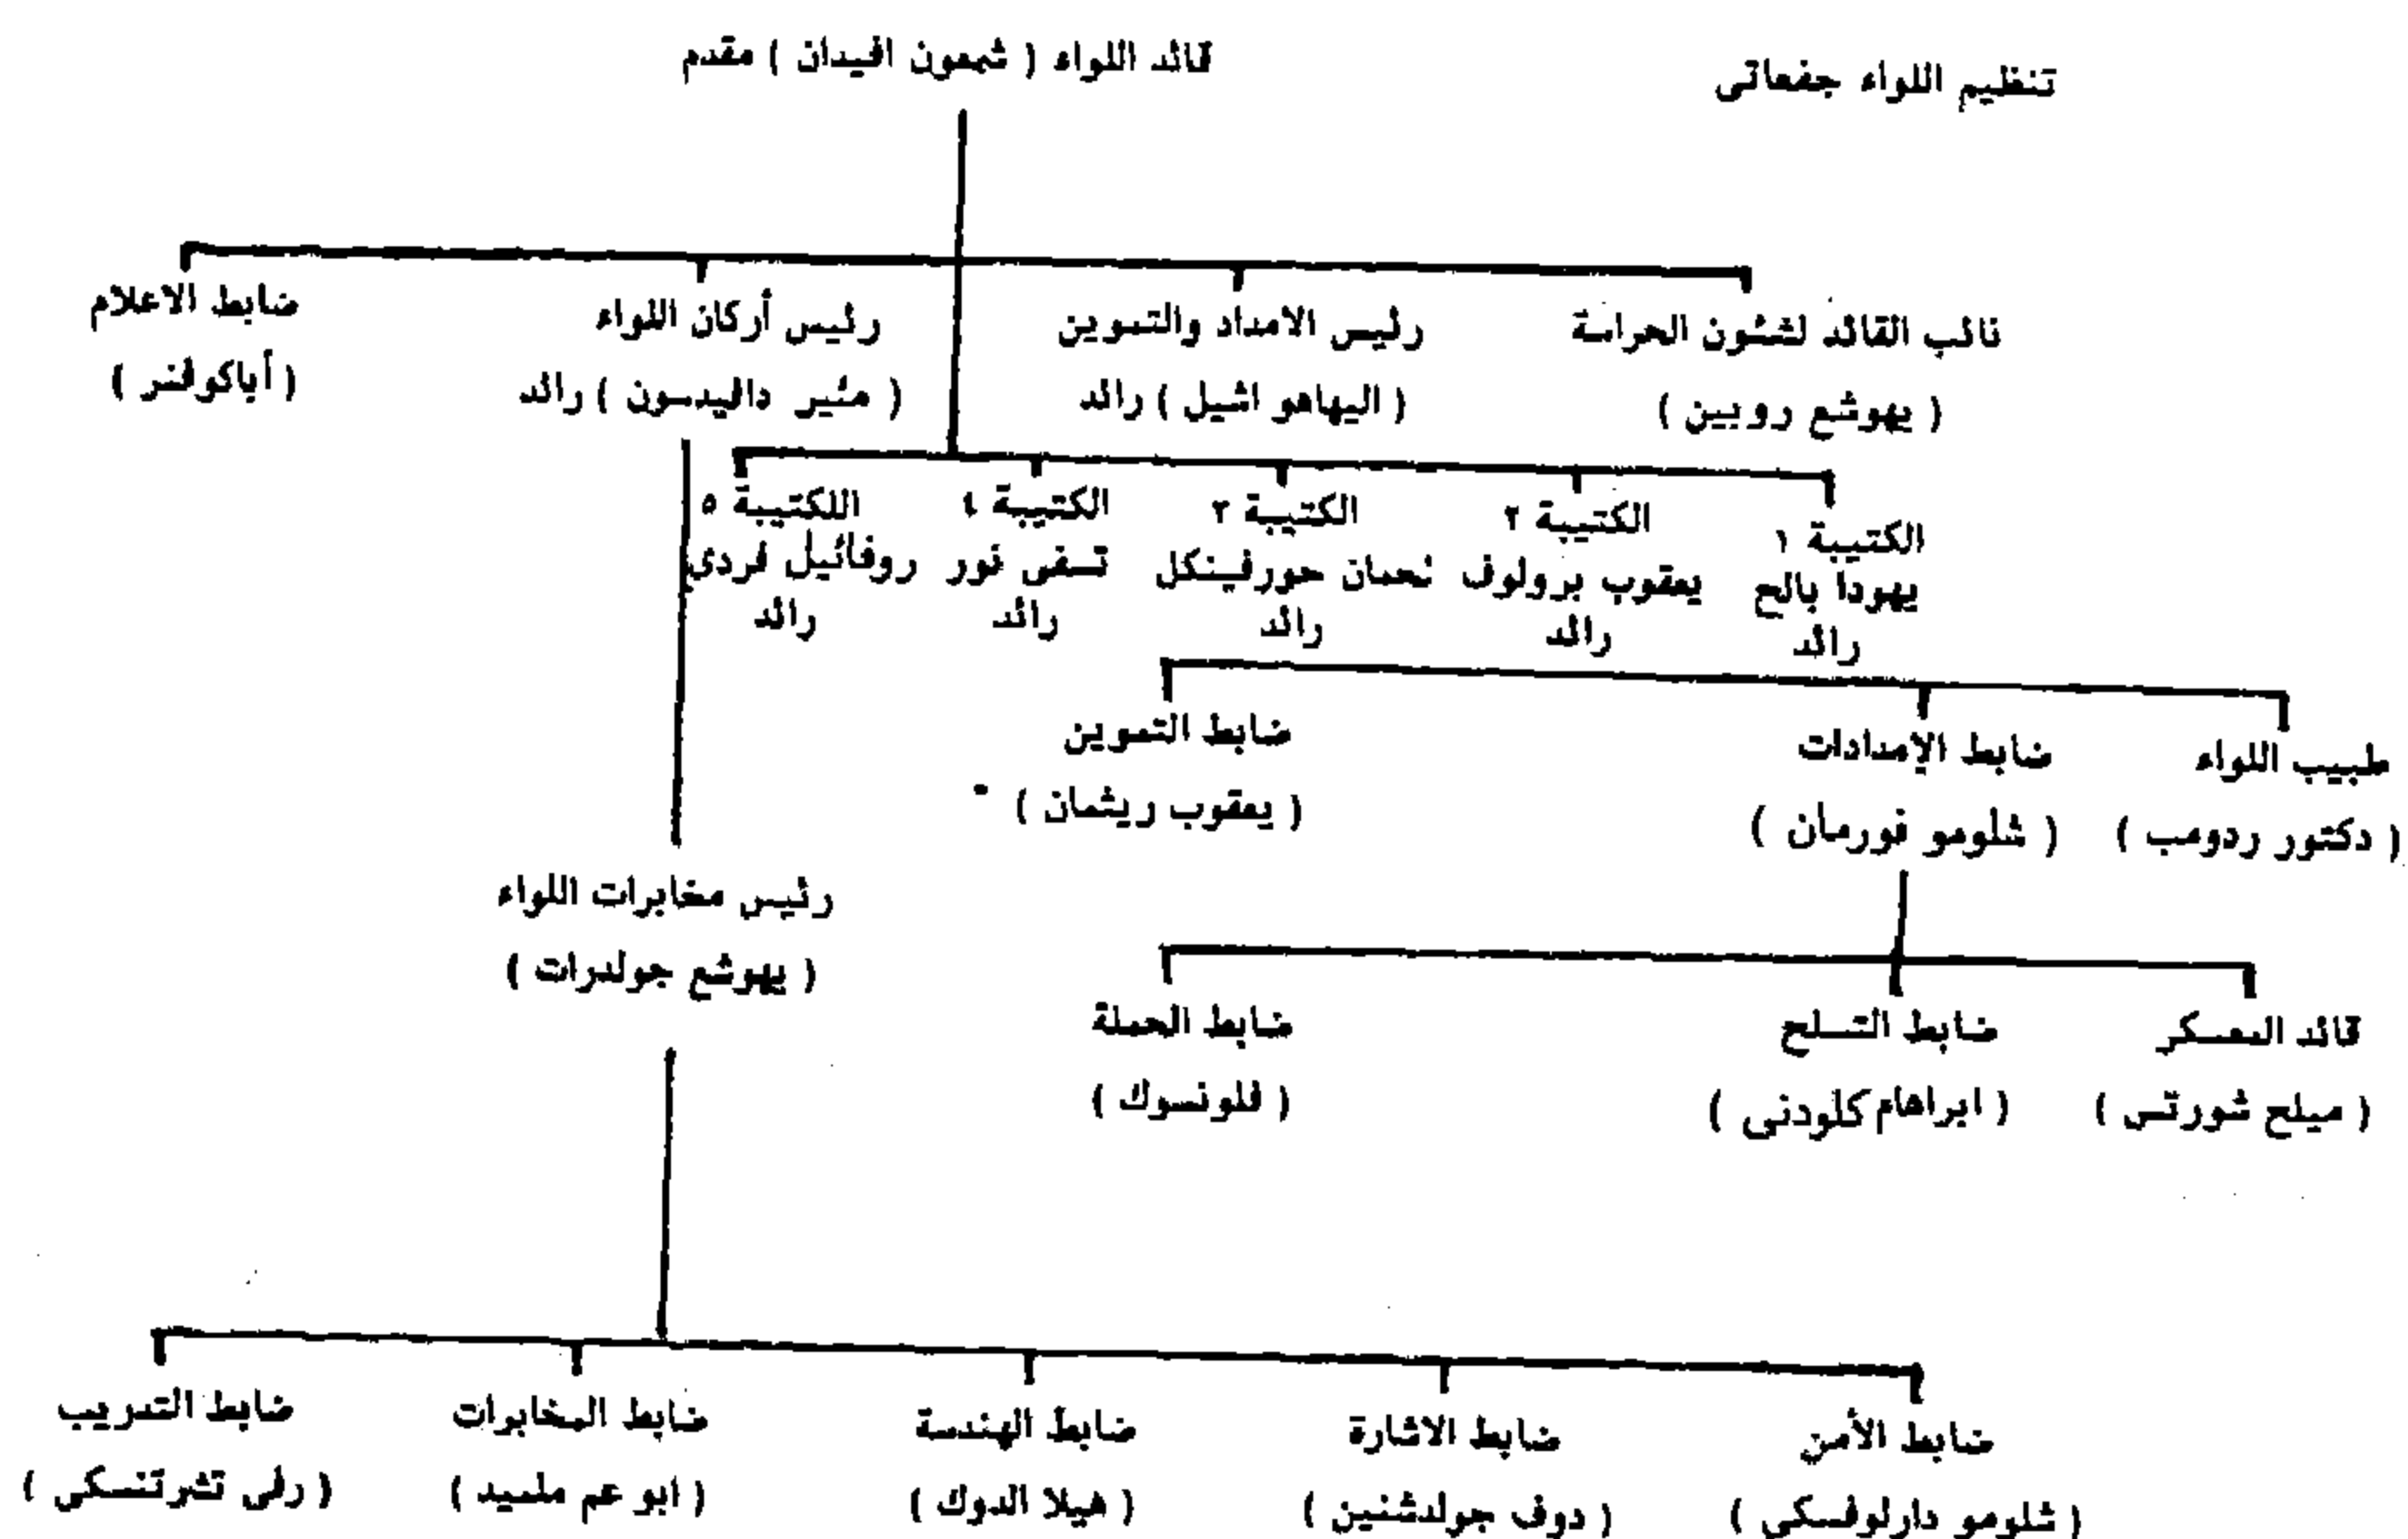 تنظيم اللواء جفعاتى
قائد اللواء ( شمعون افيدان ) مقدم
نائب القائد لشئون الحراسة
( يهوشع روبين )
رئيس الامداد والتموين
( اليهاهو اشيل ) رائد
رئيس أركان اللواء
( مئير دافيدسون ) رائد
ضابط الاعلام
( أباكوفنر )
الكتيبة ١
يهودا بالح
رائد
الكتيبة ٢
يعقوب برولوف
رائد
الكتيبة ٣
نحمان حورفينكل
رائد
الكتيبة ٤
تسفى
رائد
اللكتيبة ٥
روفائيل فردى
رائد
طبيب اللواء
( دكتور ردومب )
ضابط الإمدادات
( شلومو فورمان )
ضابط التموين
( يعقوب ريشمان )
رئيس مخابرات اللواء
( يهوشع جولدرات )
قائد المعسكر
( ميلح شورتى )
ضابط التسلح
( ابراهام كلودنى )
ضابط الحملة
( فلونسوك )
ضابط الأمن
( شلومو دارلوفسكى )
ضابط الاشارة
( دوف جولدشنين )
ضابط الهندسة
( هيلا الدوك )
ضابط المخابرات
( ابو عم ملبيد )
ضابط التدريب
( رفى تشرتنسكى )